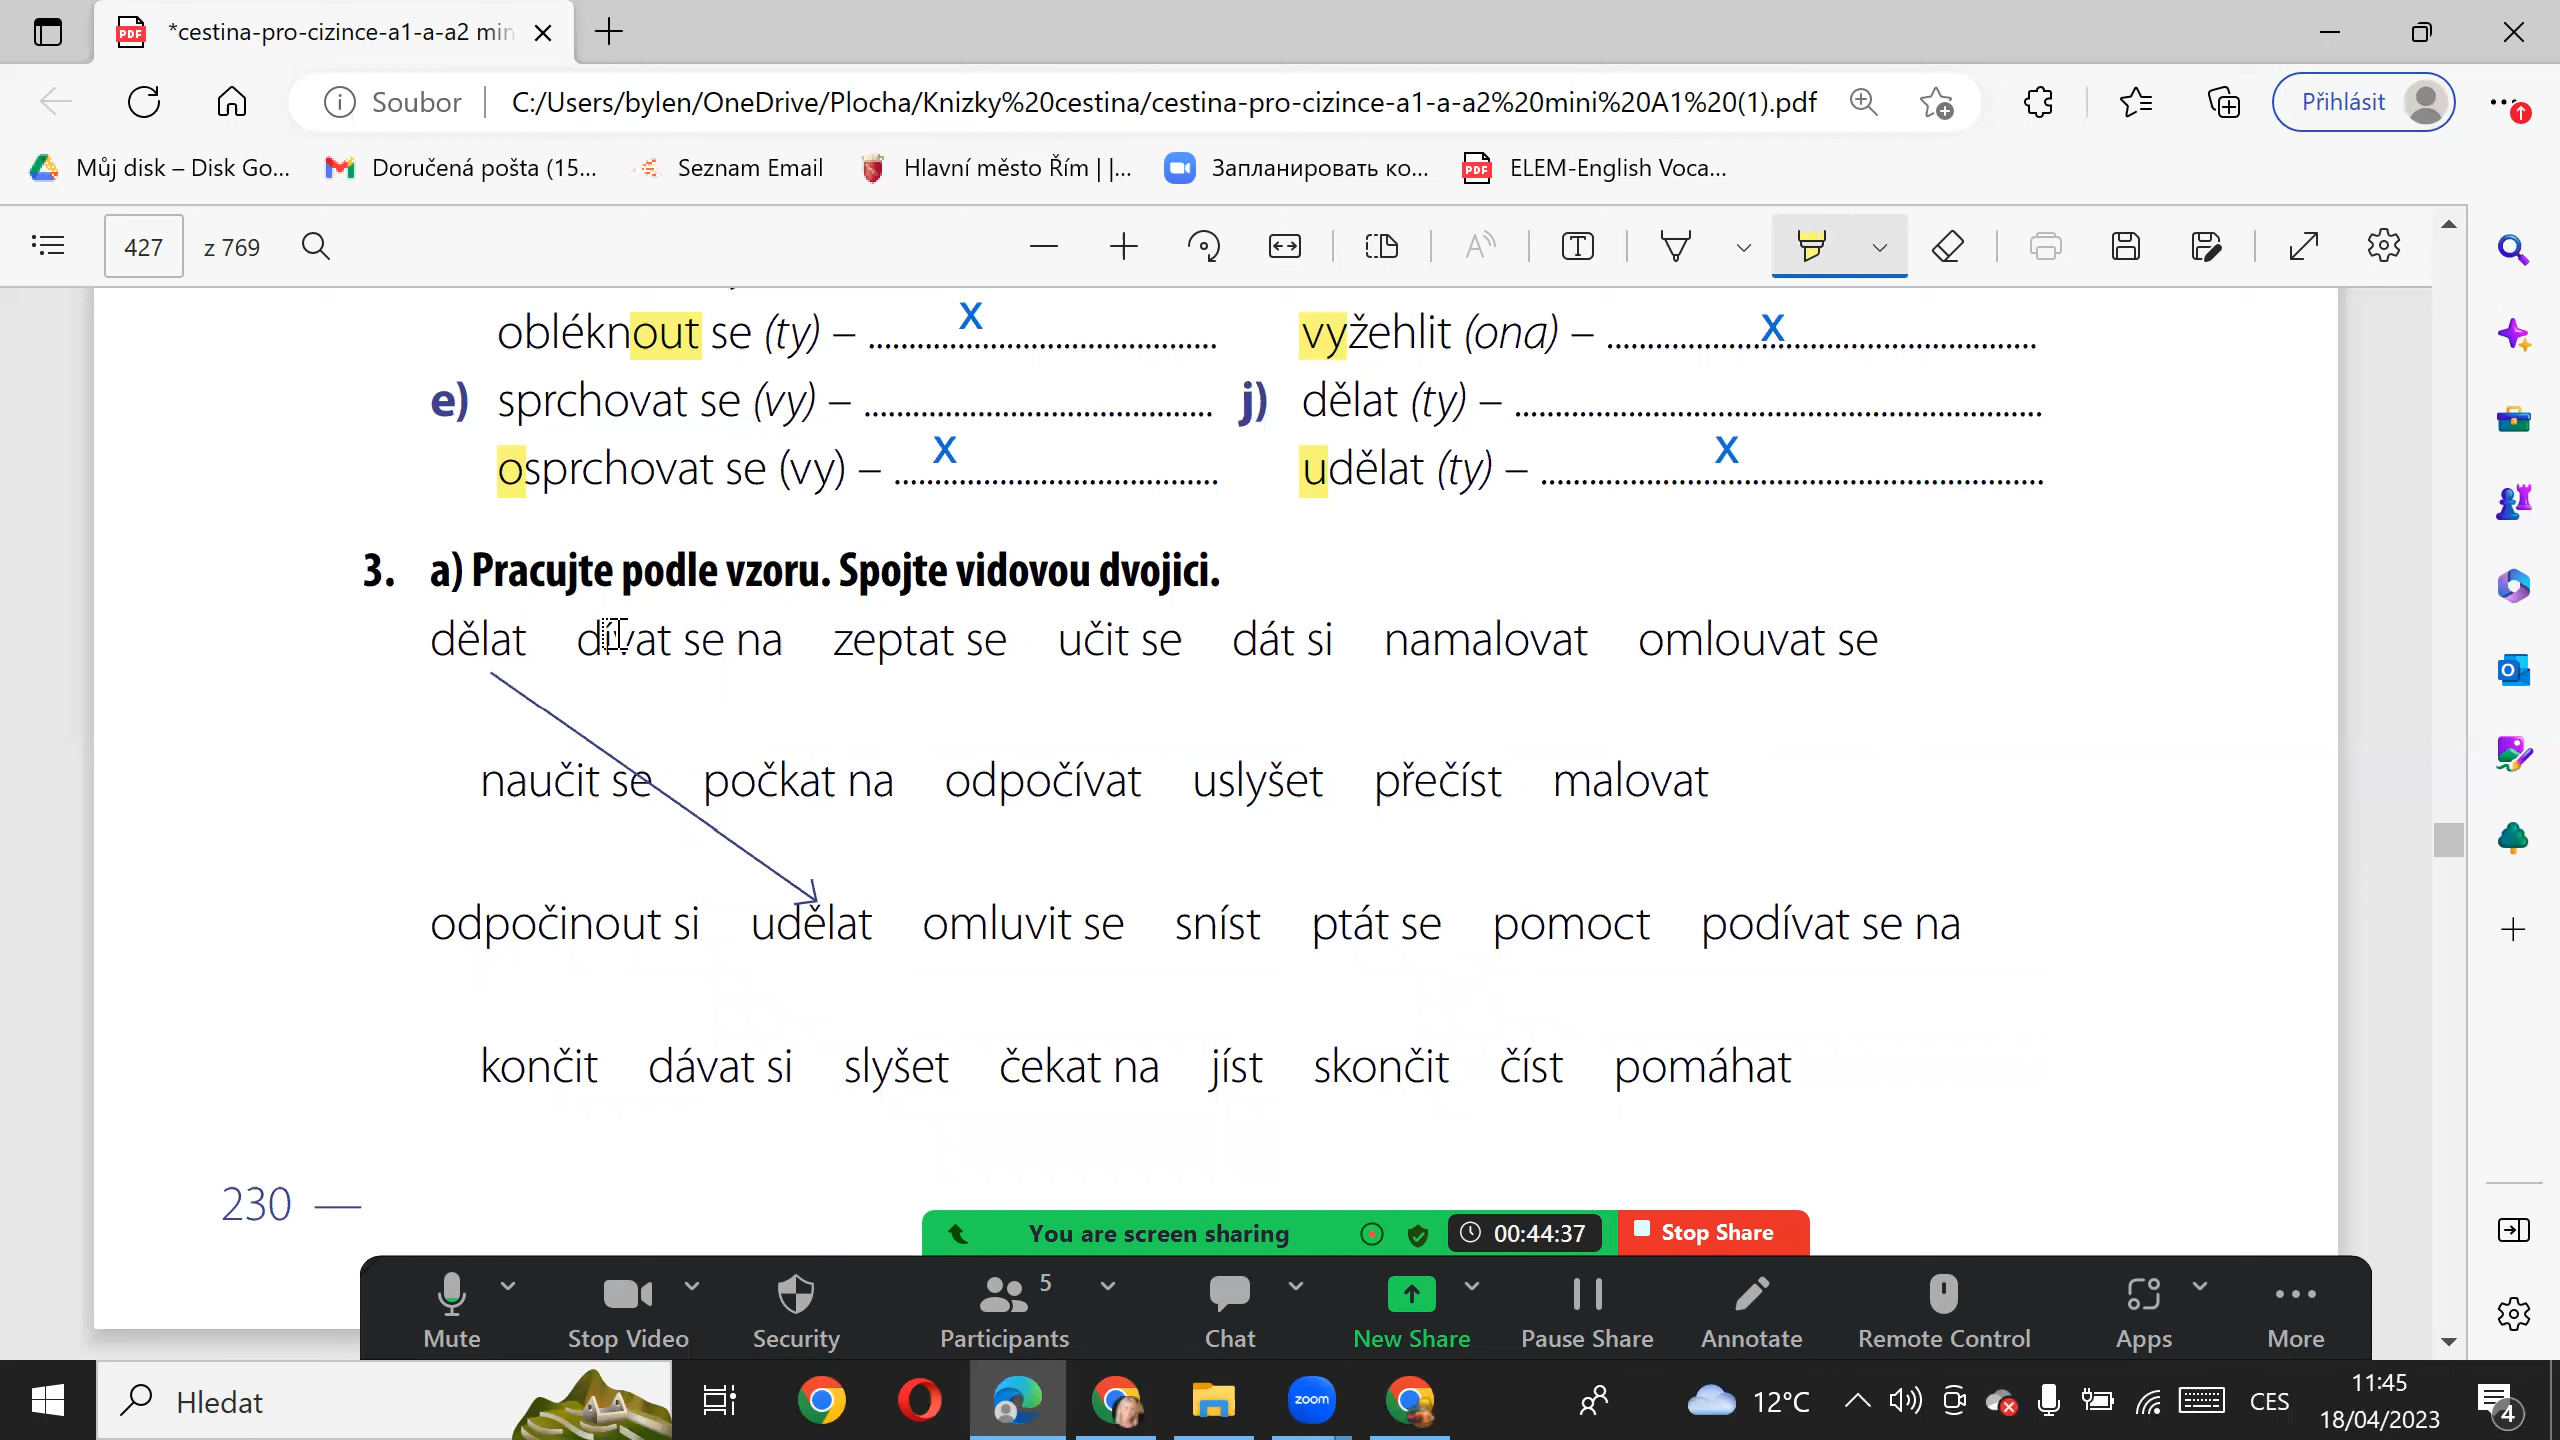 *cestina-pro-cizince-a1-a-a2 min
Soubor C:/Users/bylen/OneDrive/Plocha/Knizky%20cestina/cestina-pro-cizince-a1-a-a2%20mini%20A1%20(1).pdf Přihlásit
Můj disk – Disk Go... Doručená pošta (15... Seznam Email Hlavní město Řím | |... Запланировать ко... PDF ELEM-English Voca...
427 z 769
obléknout se (ty) – x vyžehlit (ona) – x
e) sprchovat se (vy) – j) dělat (ty) –
osprchovat se (vy) – x udělat (ty) – x
3. a) Pracujte podle vzoru. Spojte vidovou dvojici.
dělat dívat se na zeptat se učit se dát si namalovat omlouvat se
naučit se počkat na odpočívat uslyšet přečíst malovat
odpočinout si udělat omluvit se sníst ptát se pomoct podívat se na
končit dávat si slyšet čekat na jíst skončit číst pomáhat
230 —
You are screen sharing 00:44:37 Stop Share
5
Mute Stop Video Security Participants Chat New Share Pause Share Annotate Remote Control Apps More
Hledat zoom 12°C CES 11:45
18/04/2023 4